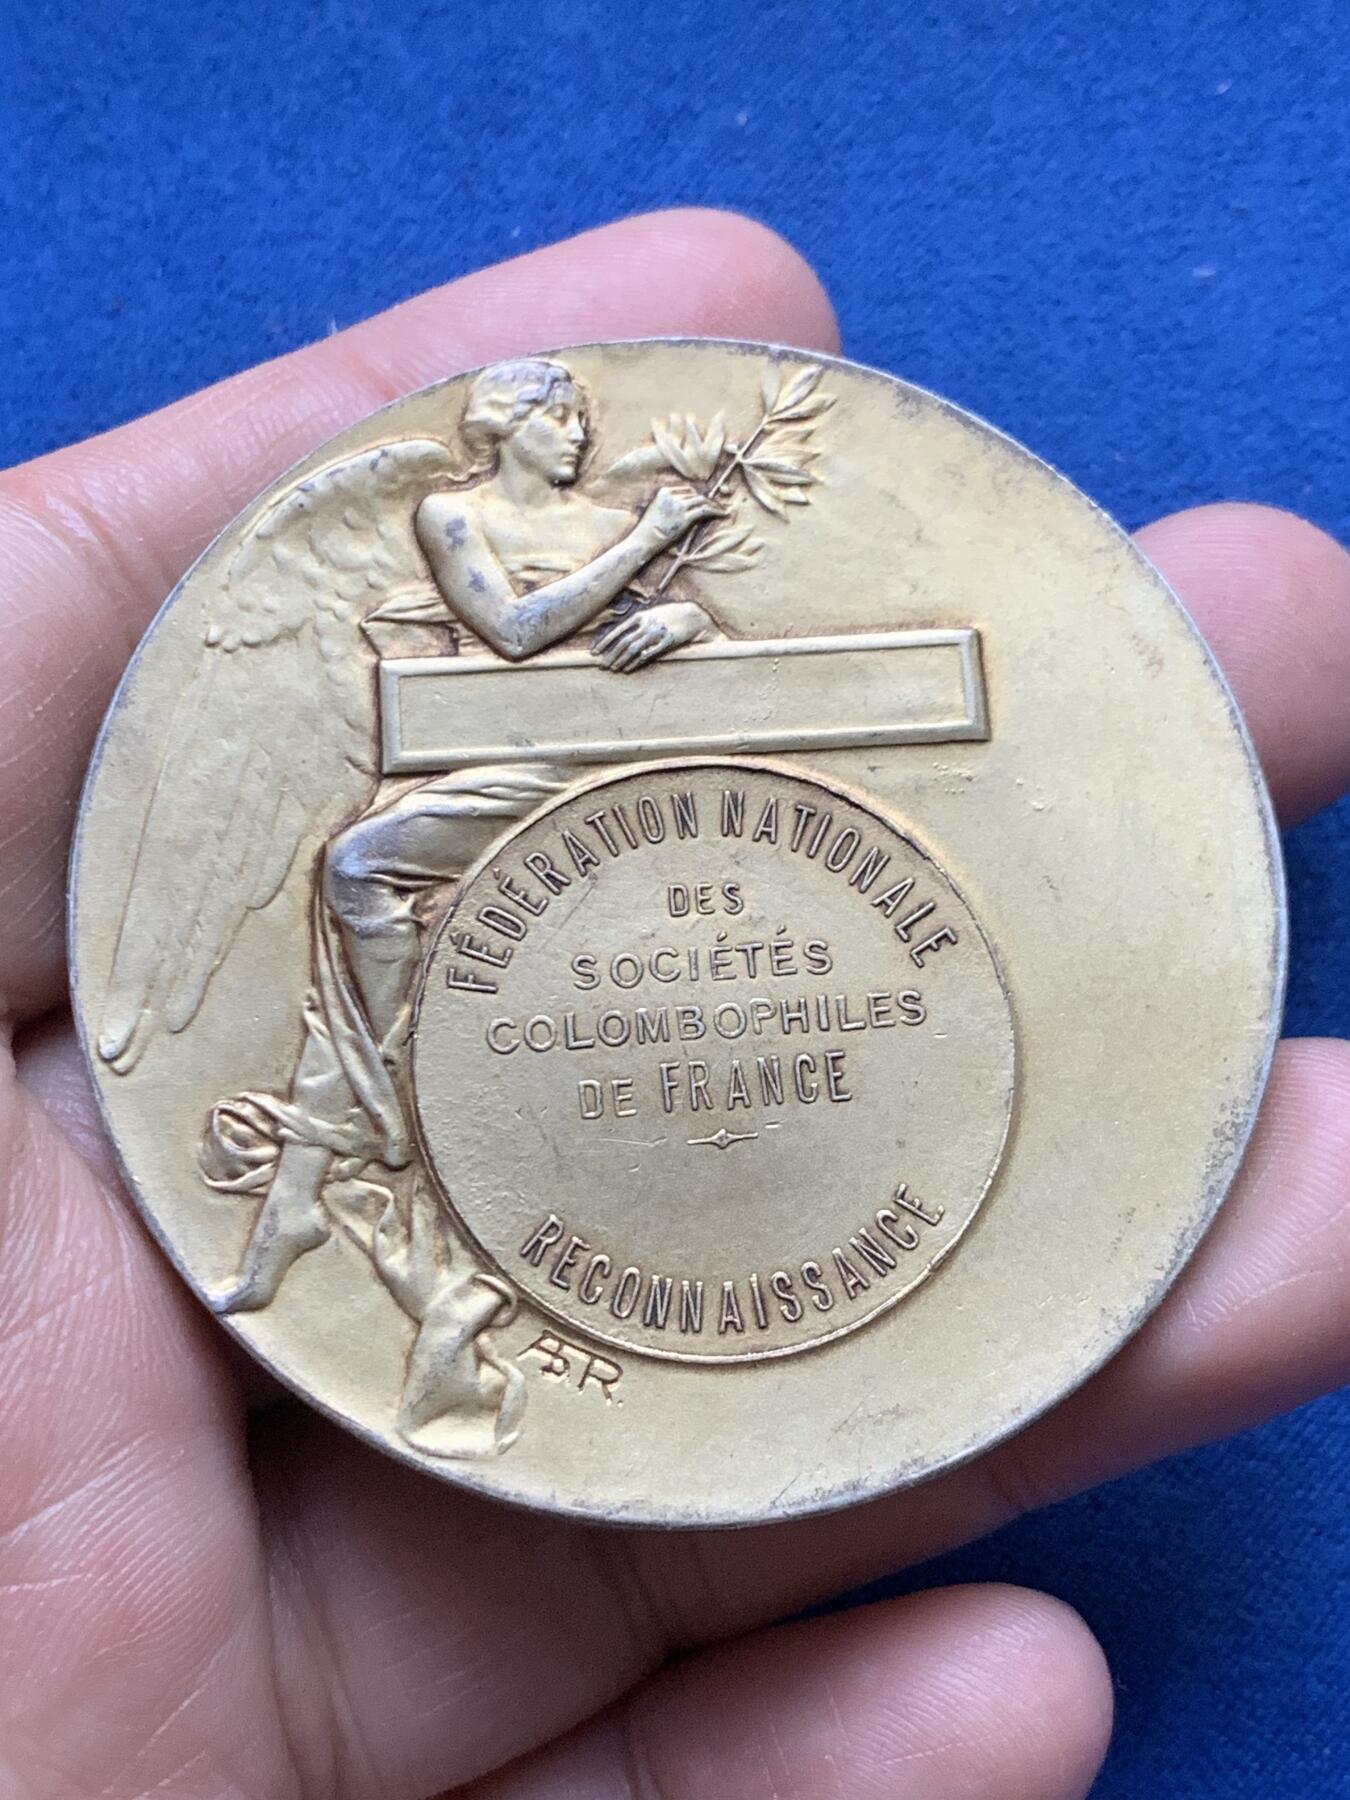 FÉDÉRATION NATIONALE
DES
SOCIÉTÉS
COLOMBOPHILES
DE FRANCE
RECONNAISSANCE